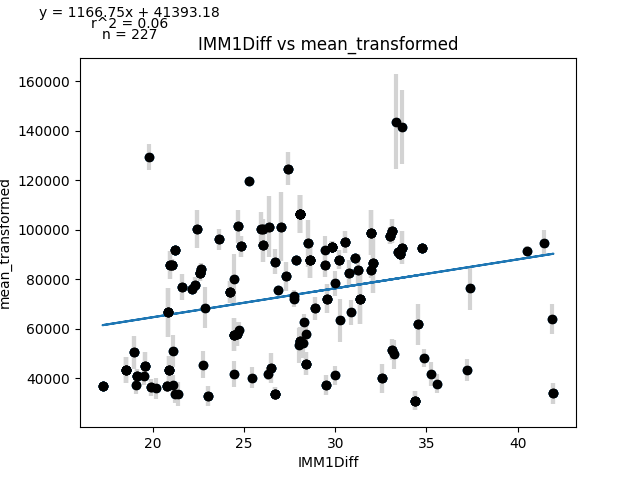 y = 1166.75x + 41393.18
r^2 = 0.06
n = 227
IMM1Diff vs mean_transformed
160000
140000
120000
100000
80000
60000
40000
mean_transformed
20 25 30 35 40
IMM1Diff